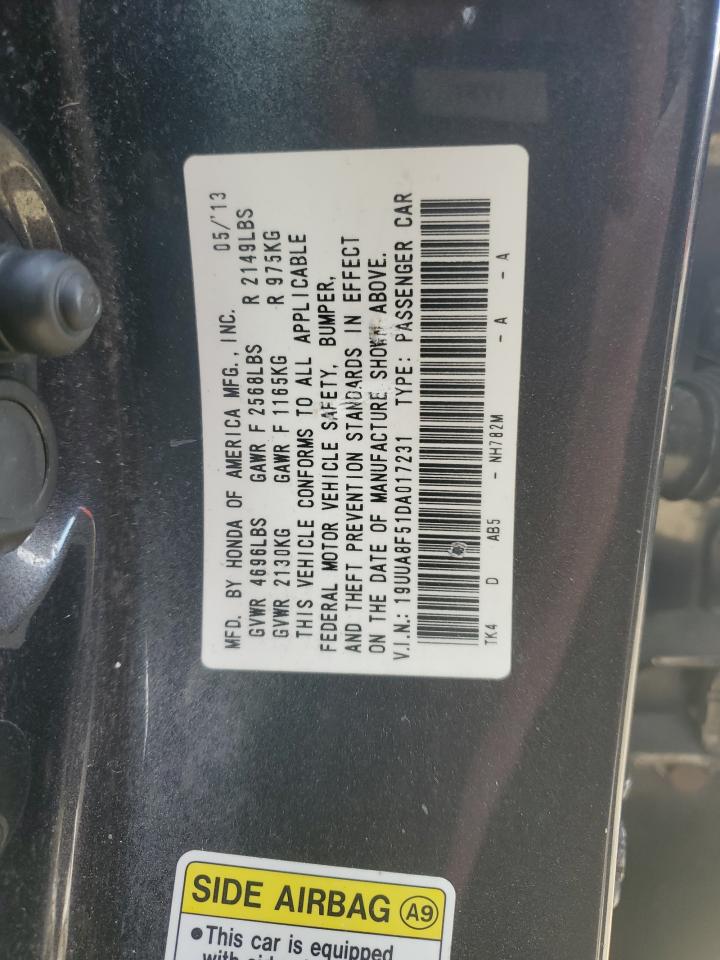 MFD. BY HONDA OF AMERICA MFG., INC. 05/'13
GVWR 4696LBS GAWR F 2568LBS R 2149LBS
GVWR 2130KG GAWR F 1165KG R 975KG
THIS VEHICLE CONFORMS TO ALL APPLICABLE
FEDERAL MOTOR VEHICLE SAFETY, BUMPER,
AND THEFT PREVENTION STANDARDS IN EFFECT
ON THE DATE OF MANUFACTURE SHOWN ABOVE.
V.I.N.: 19UUA8F51DA017231 TYPE: PASSENGER CAR
TK4 D AB5 - NH782M - A - A
SIDE AIRBAG A9
●This car is equipped
with side